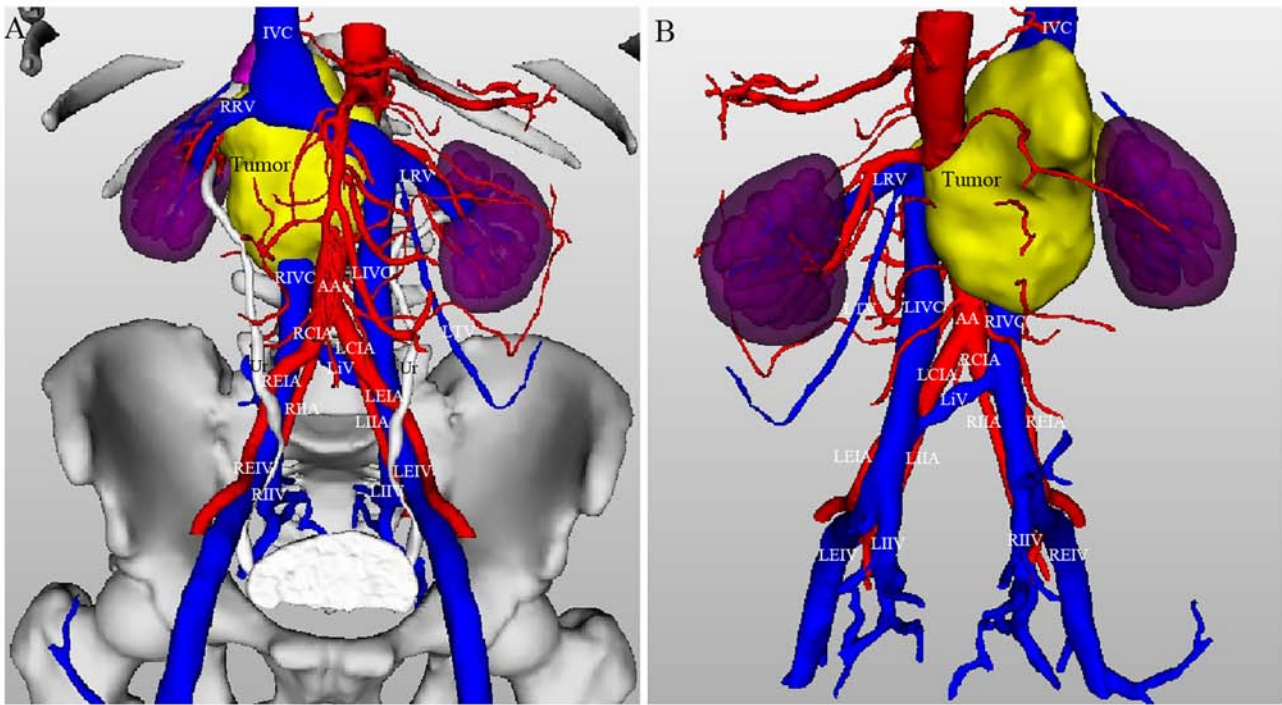 A
IVC
RRV
Tumor
LRV
RIVC
LIVC
AA
RCIA
LCIA
LTV
Ur
LiV
Ur
REIA
RIIA
LEIA
LIIA
REIV
LEIV
RIIV
LIIV
B
IVC
LRV
Tumor
LTV
LIVC
AA
RIVC
RCIA
LCIA
LiV
RIIA
REIA
LEIA
LIIA
LEIV
LIIV
RIIV
REIV